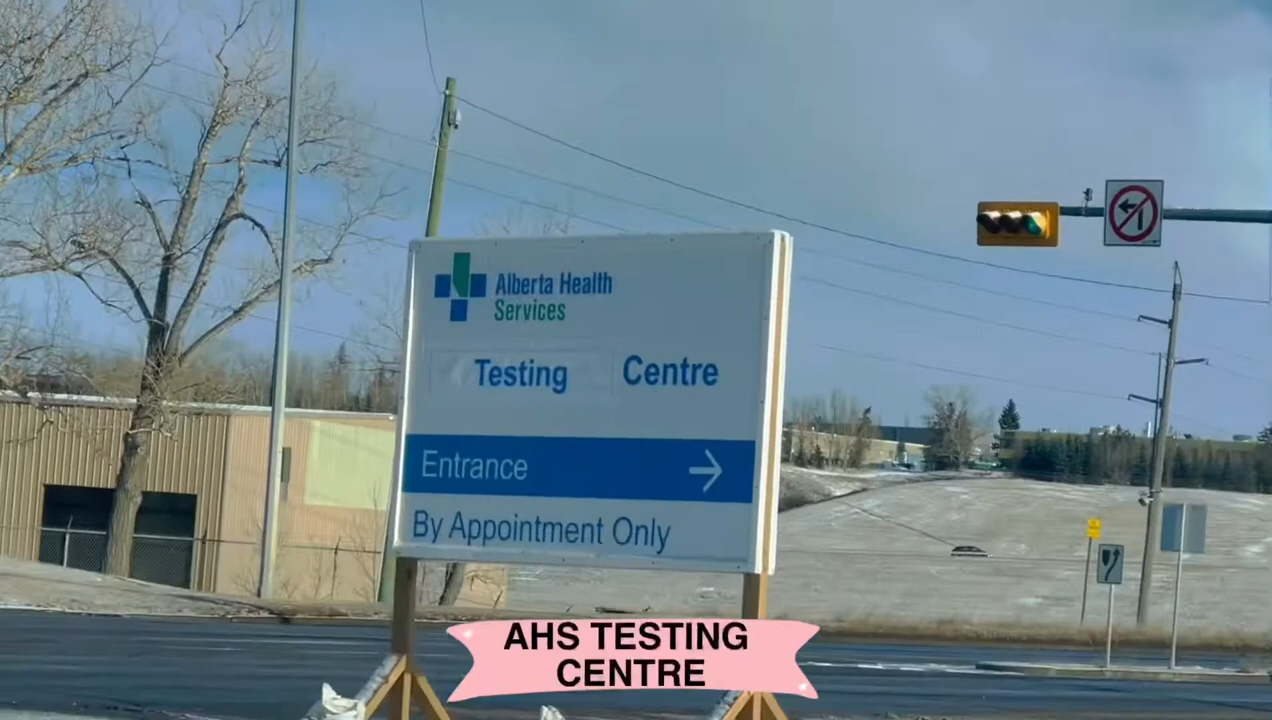 Alberta Health
Services
Testing Centre
Entrance
By Appointment Only
AHS TESTING
CENTRE